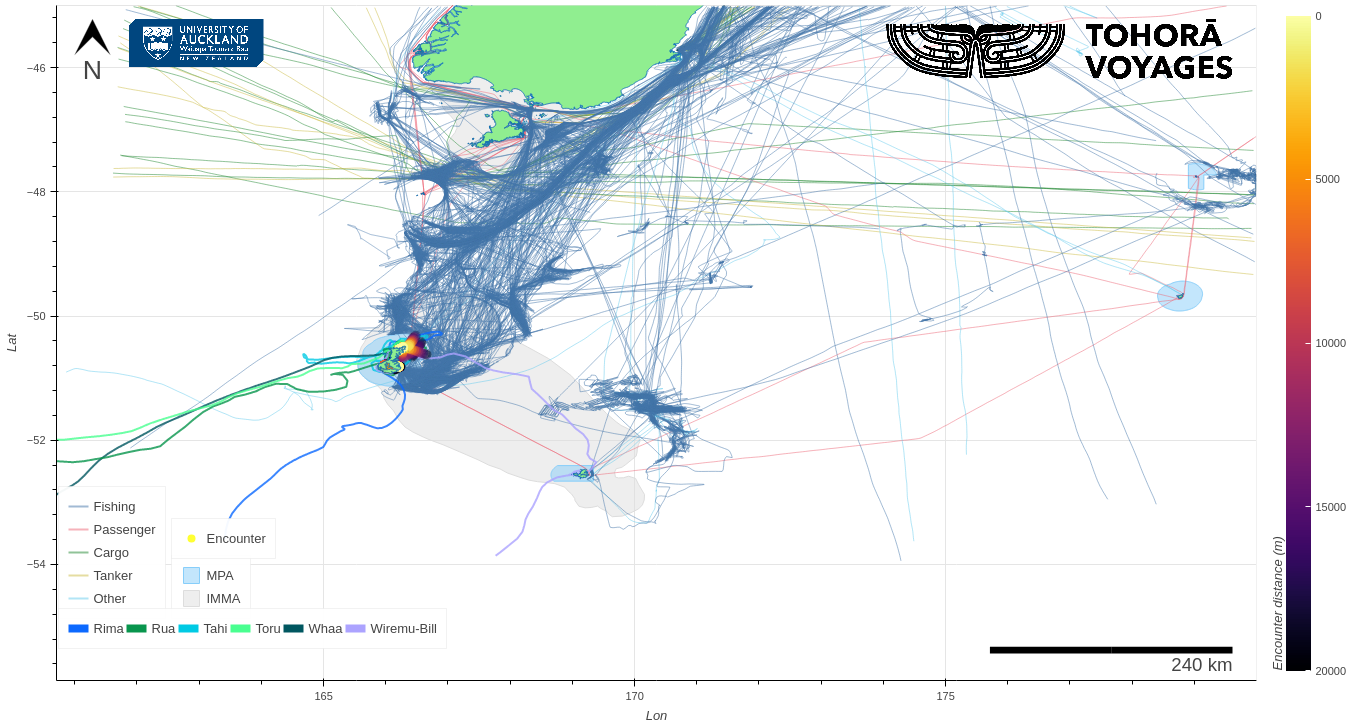 N
UNIVERSITY OF
AUCKLAND
Waipapa Taumata Rau
NEW ZEALAND
TOHORĀ
VOYAGES
−46
−48
−50
−52
−54
Lat
165
170
175
Lon
Fishing
Passenger
Cargo
Tanker
Other
Encounter
MPA
IMMA
Rima Rua Tahi Toru Whaa Wiremu-Bill
240 km
0
5000
10000
15000
20000
Encounter distance (m)